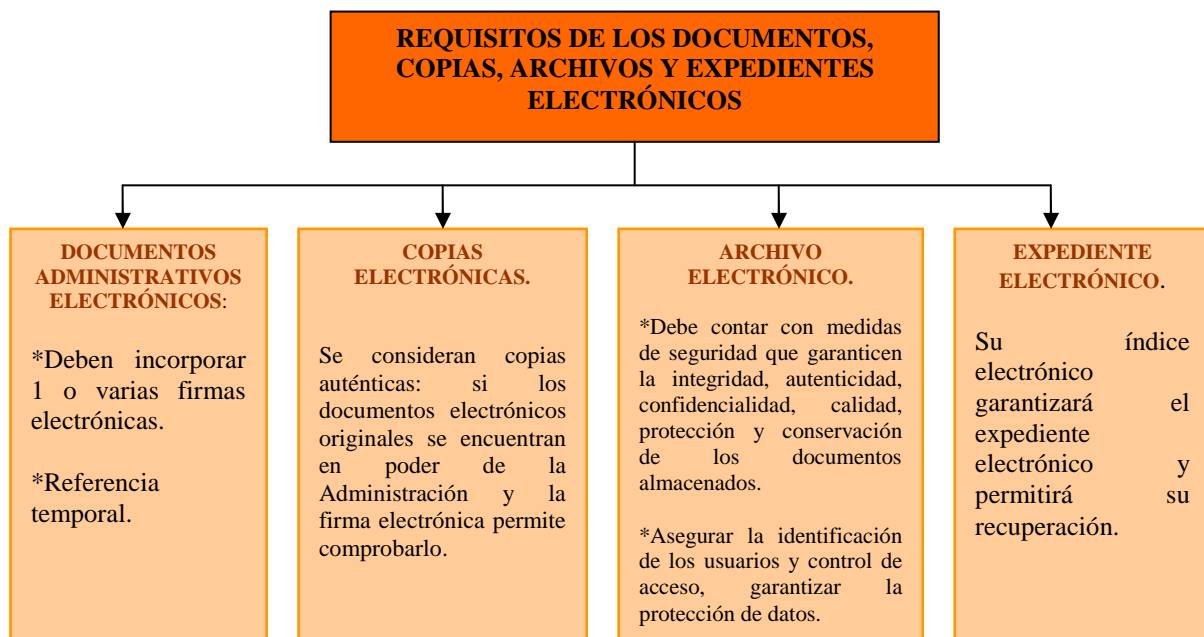 REQUISITOS DE LOS DOCUMENTOS,
COPIAS, ARCHIVOS Y EXPEDIENTES
ELECTRÓNICOS
DOCUMENTOS
ADMINISTRATIVOS
ELECTRÓNICOS:
*Deben incorporar
1 o varias firmas
electrónicas.
*Referencia
temporal.
COPIAS
ELECTRÓNICAS.
Se consideran copias
auténticas: si los
documentos electrónicos
originales se encuentran
en poder de la
Administración y la
firma electrónica permite
comprobarlo.
ARCHIVO
ELECTRÓNICO.
*Debe contar con medidas
de seguridad que garanticen
la integridad, autenticidad,
confidencialidad, calidad,
protección y conservación
de los documentos
almacenados.
*Asegurar la identificación
de los usuarios y control de
acceso, garantizar la
protección de datos.
EXPEDIENTE
ELECTRÓNICO.
Su índice
electrónico
garantizará el
expediente
electrónico y
permitirá su
recuperación.